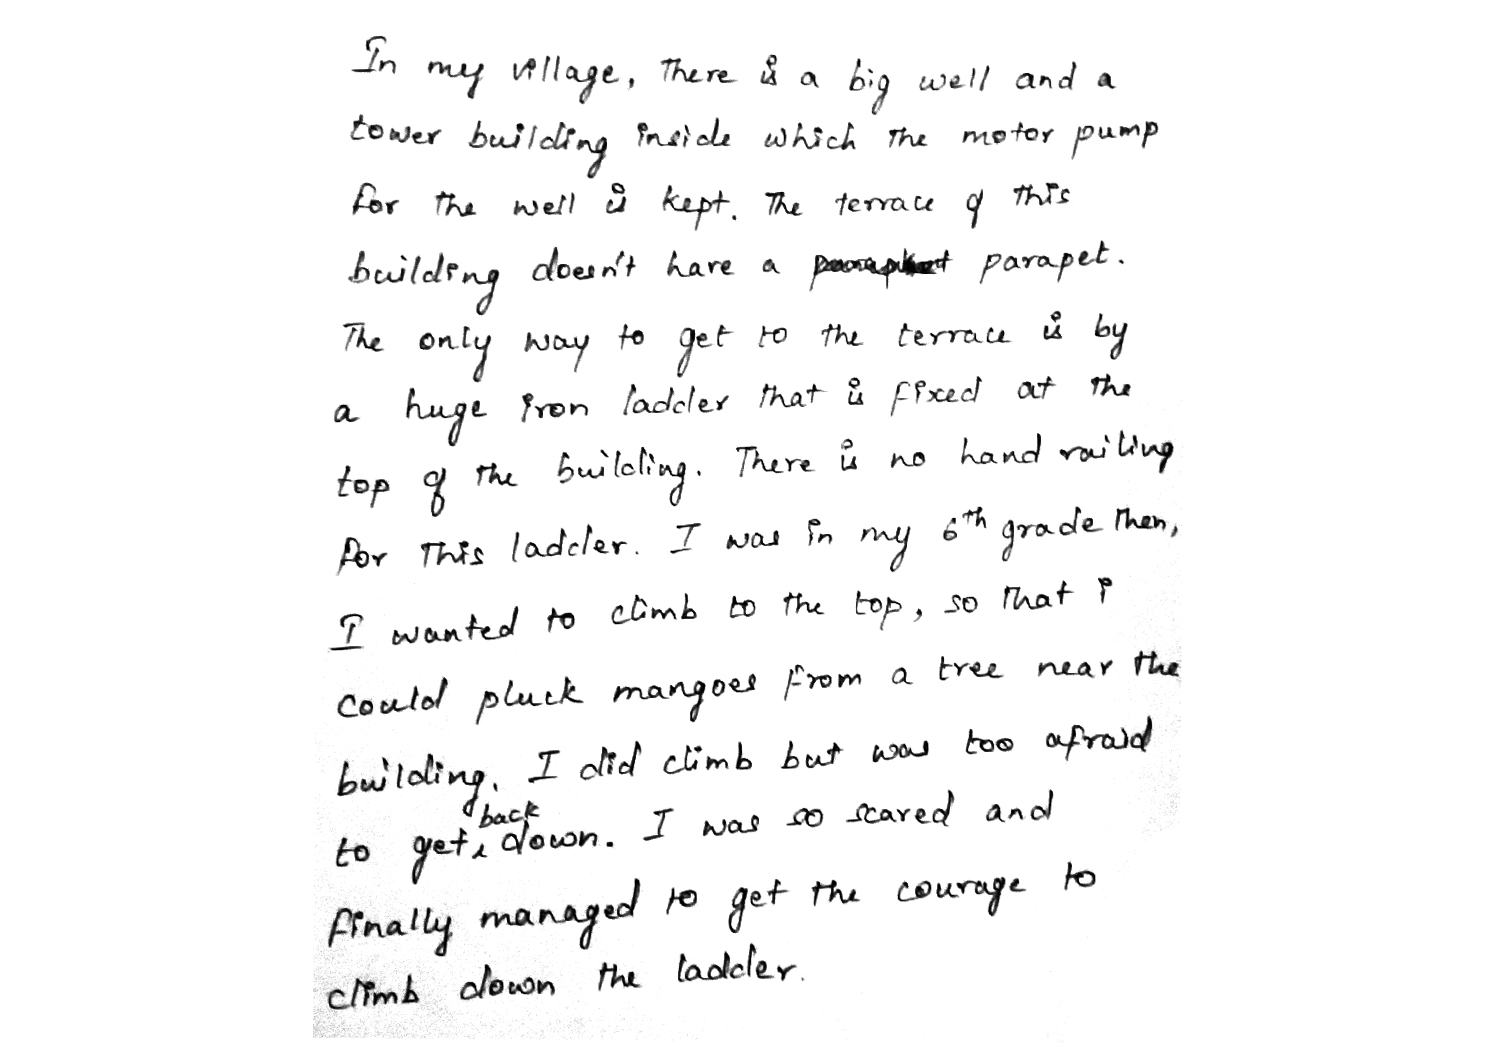 In my village, There is a big well and a
tower building inside which the motor pump
for the well is kept. The terrace of this
building doesn't have a parapet.
The only way to get to the terrace is by
a huge iron ladder that is fixed at the
top of the building. There is no hand railing
for this ladder. I was in my 6th grade then,
I wanted to climb to the top, so that i
could pluck mangoes from a tree near the
building. I did climb but was too afraid
to get back down. I was so scared and
finally managed to get the courage to
climb down the ladder.